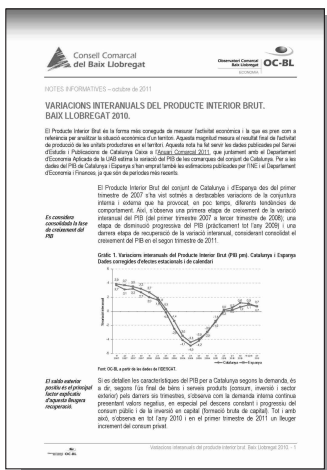 Consell Comarcal
del Baix Llobregat
Observatori Comarcal
Baix Llobregat
OC-BL
ECONOMIA
NOTES INFORMATIVES – octubre de 2011
VARIACIONS INTERANUALS DEL PRODUCTE INTERIOR BRUT.
BAIX LLOBREGAT 2010.
El Producte Interior Brut és la forma més coneguda de mesurar l'activitat econòmica i la que es pren com a
referència per analitzar la situació econòmica d'un territori. Aquesta magnitud mesura el resultat final de l'activitat
de producció de les unitats productores en el territori. Aquesta nota ha fet servir les dades publicades pel Servei
d'Estudis i Publicacions de Catalunya Caixa a l'Anuari Comarcal 2011, que juntament amb el Departament
d'Economia Aplicada de la UAB estima la variació del PIB de les comarques del conjunt de Catalunya. Per a les
dades del PIB de Catalunya i Espanya s'han emprat també les estimacions publicades per l'INE i el Departament
d'Economia i Finances, ja que són de períodes més recents.
El Producte Interior Brut del conjunt de Catalunya i d'Espanya des del primer
trimestre de 2007 s'ha vist sotmès a destacables variacions de la conjuntura
interna i externa que ha provocat, en poc temps, diferents tendències de
comportament. Així, s'observa una primera etapa de creixement de la variació
interanual del PIB (del primer trimestre 2007 a tercer trimestre de 2008); una
etapa de disminució progressiva del PIB (pràcticament tot l'any 2009) i una
darrera etapa de recuperació de la variació interanual, considerant consolidat el
creixement del PIB en el segon trimestre de 2011.
Es considera
consolidada la fase
de creixement del
PIB
Gràfic 1. Variacions interanuals del Producte Interior Brut (PIB pm). Catalunya i Espanya
Dades corregides d'efectes estacionals i de calendari
Variació interanual
Catalunya
Espanya
Font: OC-BL a partir de les dades de l'IDESCAT.
El saldo exterior
positiu és el principal
factor explicatiu
d'aquesta lleugera
recuperació.
Si es detallen les característiques del PIB per a Catalunya segons la demanda, és
a dir, segons l'ús final de béns i serveis produïts (consum, inversió i sector
exterior) pels darrers sis trimestres, s'observa com la demanda interna continua
presentant valors negatius, en especial pel descens constant i progressiu del
consum públic i de la inversió en capital (formació bruta de capital). Tot i amb
això, s'observa en tot l'any 2010 i en el primer trimestre de 2011 un lleuger
increment del consum privat.
OC-BL
Variacions interanuals del producte interior brut. Baix Llobregat 2010. - 1